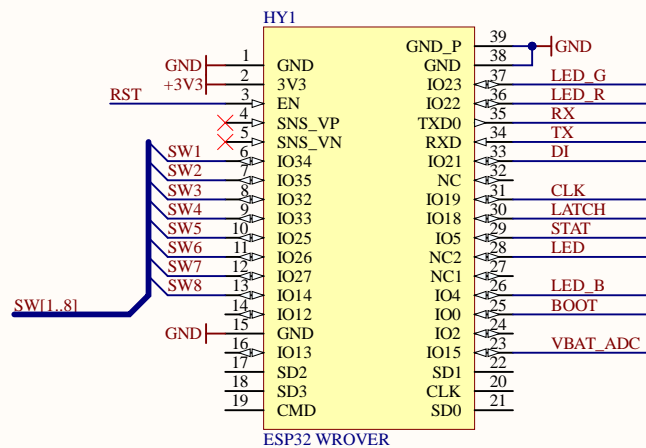 HY1
GND 1 GND
+3V3 2 3V3
RST 3 EN
4 SNS_VP
5 SNS_VN
SW1 6 IO34
SW2 7 IO35
SW3 8 IO32
SW4 9 IO33
SW5 10 IO25
SW6 11 IO26
SW7 12 IO27
SW8 13 IO14
SW[1..8]
14 IO12
GND 15 GND
16 IO13
17 SD2
18 SD3
19 CMD
GND_P 39 GND
GND 38
IO23 37 LED_G
IO22 36 LED_R
TXD0 35 RX
RXD 34 TX
IO21 33 DI
NC 32
IO19 31 CLK
IO18 30 LATCH
IO5 29 STAT
NC2 28 LED
NC1 27
IO4 26 LED_B
IO0 25 BOOT
IO2 24
IO15 23 VBAT_ADC
SD1 22
CLK 20
SD0 21
ESP32 WROVER